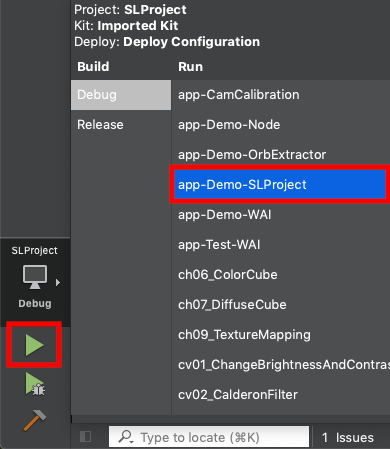 Project: SLProject
Kit: Imported Kit
Deploy: Deploy Configuration
Build Run
Debug app-CamCalibration
Release app-Demo-Node
app-Demo-OrbExtractor
app-Demo-SLProject
app-Demo-WAI
app-Test-WAI
ch06_ColorCube
ch07_DiffuseCube
ch09_TextureMapping
cv01_ChangeBrightnessAndContras
cv02_CalderonFilter
SLProject
Debug
Type to locate (⌘K) 1 Issues